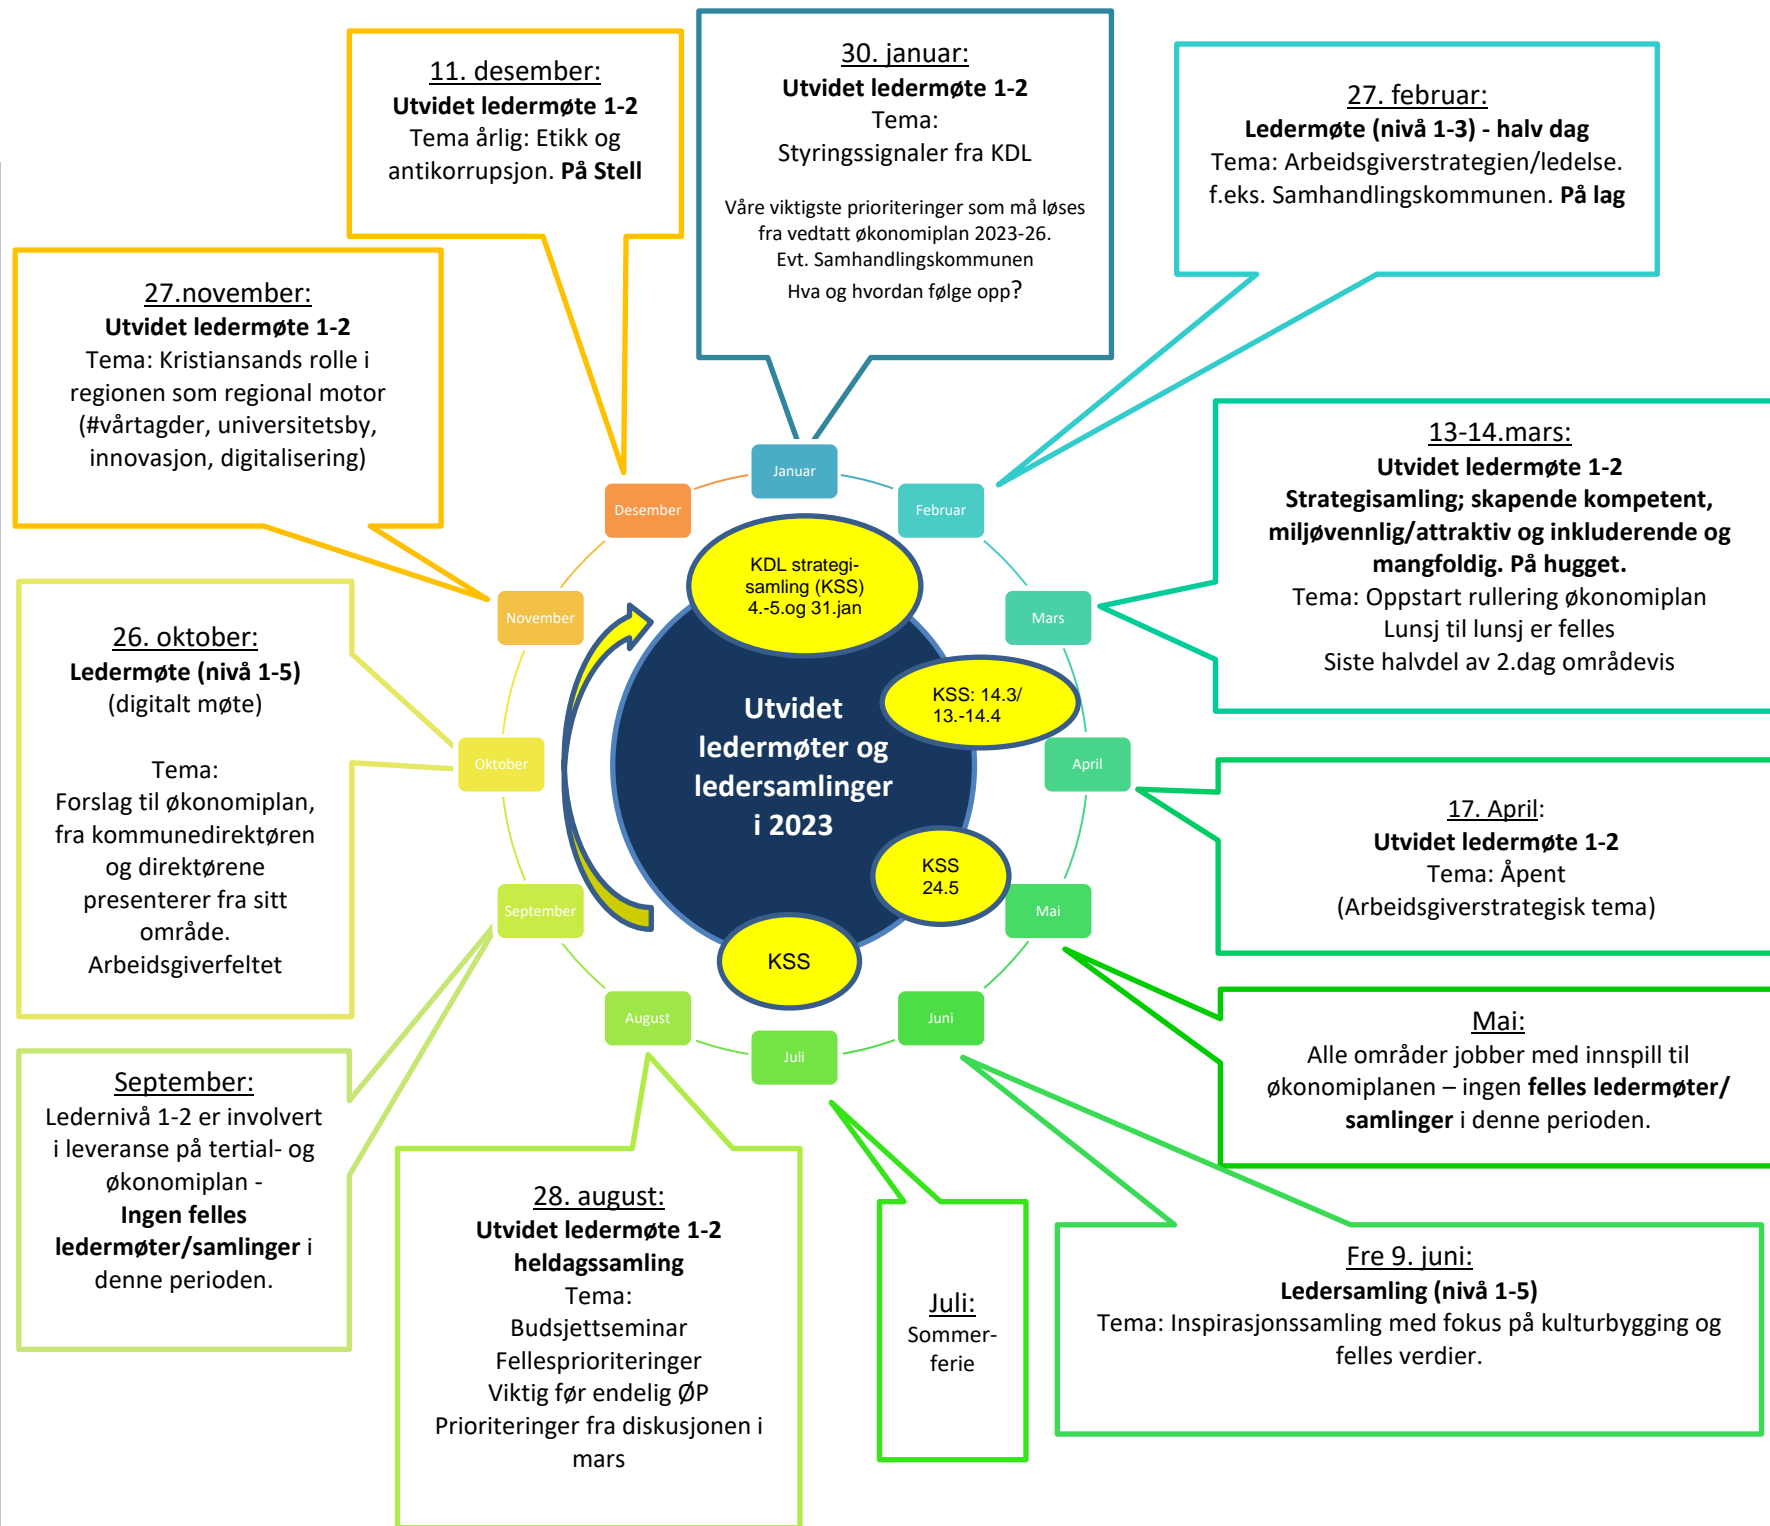 30. januar:
Utvidet ledermøte 1-2
Tema:
Styringssignaler fra KDL
Våre viktigste prioriteringer som må løses
fra vedtatt økonomiplan 2023-26.
Evt. Samhandlingskommunen
Hva og hvordan følge opp?
27. februar:
Ledermøte (nivå 1-3) - halv dag
Tema: Arbeidsgiverstrategien/ledelse.
f.eks. Samhandlingskommunen. På lag
13-14.mars:
Utvidet ledermøte 1-2
Strategisamling; skapende kompetent,
miljøvennlig/attraktiv og inkluderende og
mangfoldig. På hugget.
Tema: Oppstart rullering økonomiplan
Lunsj til lunsj er felles
Siste halvdel av 2.dag områdevis
17. April:
Utvidet ledermøte 1-2
Tema: Åpent
(Arbeidsgiverstrategisk tema)
Mai:
Alle områder jobber med innspill til
økonomiplanen – ingen felles ledermøter/
samlinger i denne perioden.
Fre 9. juni:
Ledersamling (nivå 1-5)
Tema: Inspirasjonssamling med fokus på kulturbygging og
felles verdier.
Juli:
Sommer-
ferie
28. august:
Utvidet ledermøte 1-2
heldagssamling
Tema:
Budsjettseminar
Fellesprioriteringer
Viktig før endelig ØP
Prioriteringer fra diskusjonen i
mars
September:
Ledernivå 1-2 er involvert
i leveranse på tertial- og
økonomiplan -
Ingen felles
ledermøter/samlinger i
denne perioden.
26. oktober:
Ledermøte (nivå 1-5)
(digitalt møte)
Tema:
Forslag til økonomiplan,
fra kommunedirektøren
og direktørene
presenterer fra sitt
område.
Arbeidsgiverfeltet
27.november:
Utvidet ledermøte 1-2
Tema: Kristiansands rolle i
regionen som regional motor
(#vårtagder, universitetsby,
innovasjon, digitalisering)
11. desember:
Utvidet ledermøte 1-2
Tema årlig: Etikk og
antikorrupsjon. På Stell
Januar
Februar
Mars
April
Mai
Juni
Juli
August
September
Oktober
November
Desember
KDL strategi-
samling (KSS)
4.-5.og 31.jan
KSS: 14.3/
13.-14.4
KSS
24.5
KSS
Utvidet
ledermøter og
ledersamlinger
i 2023